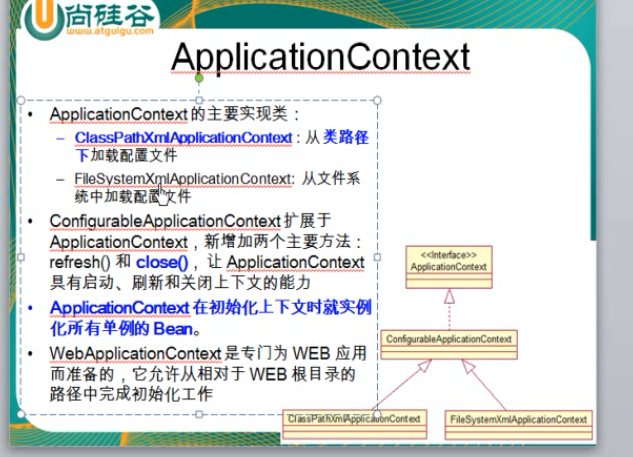 尚硅谷
www.atguigu.com
ApplicationContext
• ApplicationContext 的主要实现类：
– ClassPathXmlApplicationContext：从 类路径
下加载配置文件
– FileSystemXmlApplicationContext: 从文件系
统中加载配置文件
• ConfigurableApplicationContext 扩展于
ApplicationContext，新增加两个主要方法：
refresh() 和 close()， 让 ApplicationContext
具有启动、刷新和关闭上下文的能力
• ApplicationContext 在初始化上下文时就实例
化所有单例的 Bean。
• WebApplicationContext 是专门为 WEB 应用
而准备的，它允许从相对于 WEB 根目录的
路径中完成初始化工作
<<Interface>>
ApplicationContext
ConfigurableApplicationContext
ClassPathXmlApplicationContext
FileSystemXmlApplicationContext